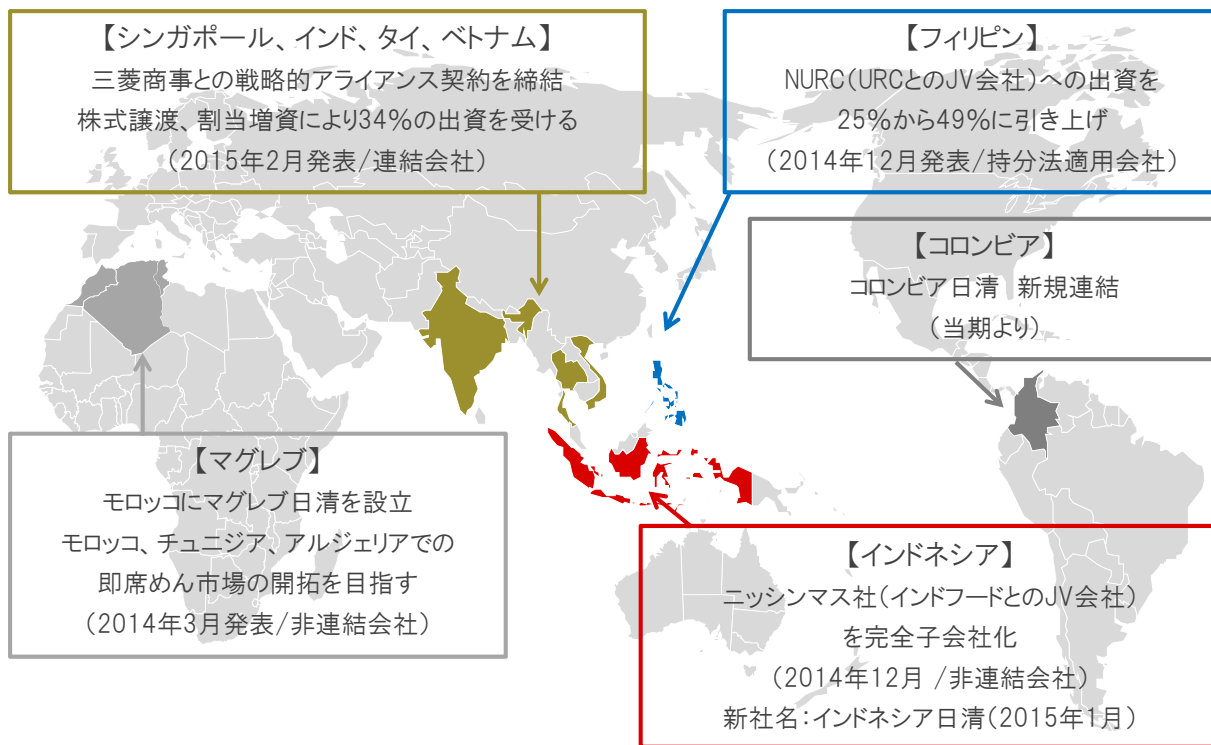 【シンガポール、インド、タイ、ベトナム】
三菱商事との戦略的アライアンス契約を締結
株式譲渡、割当増資により34%の出資を受ける
(2015年2月発表/連結会社)
【フィリピン】
NURC(URCとのJV会社)への出資を
25%から49%に引き上げ
(2014年12月発表/持分法適用会社)
【コロンビア】
コロンビア日清 新規連結
(当期より)
【マグレブ】
モロッコにマグレブ日清を設立
モロッコ、チュニジア、アルジェリアでの
即席めん市場の開拓を目指す
(2014年3月発表/非連結会社)
【インドネシア】
ニッシンマス社(インドフードとのJV会社)
を完全子会社化
(2014年12月 /非連結会社)
新社名:インドネシア日清(2015年1月)